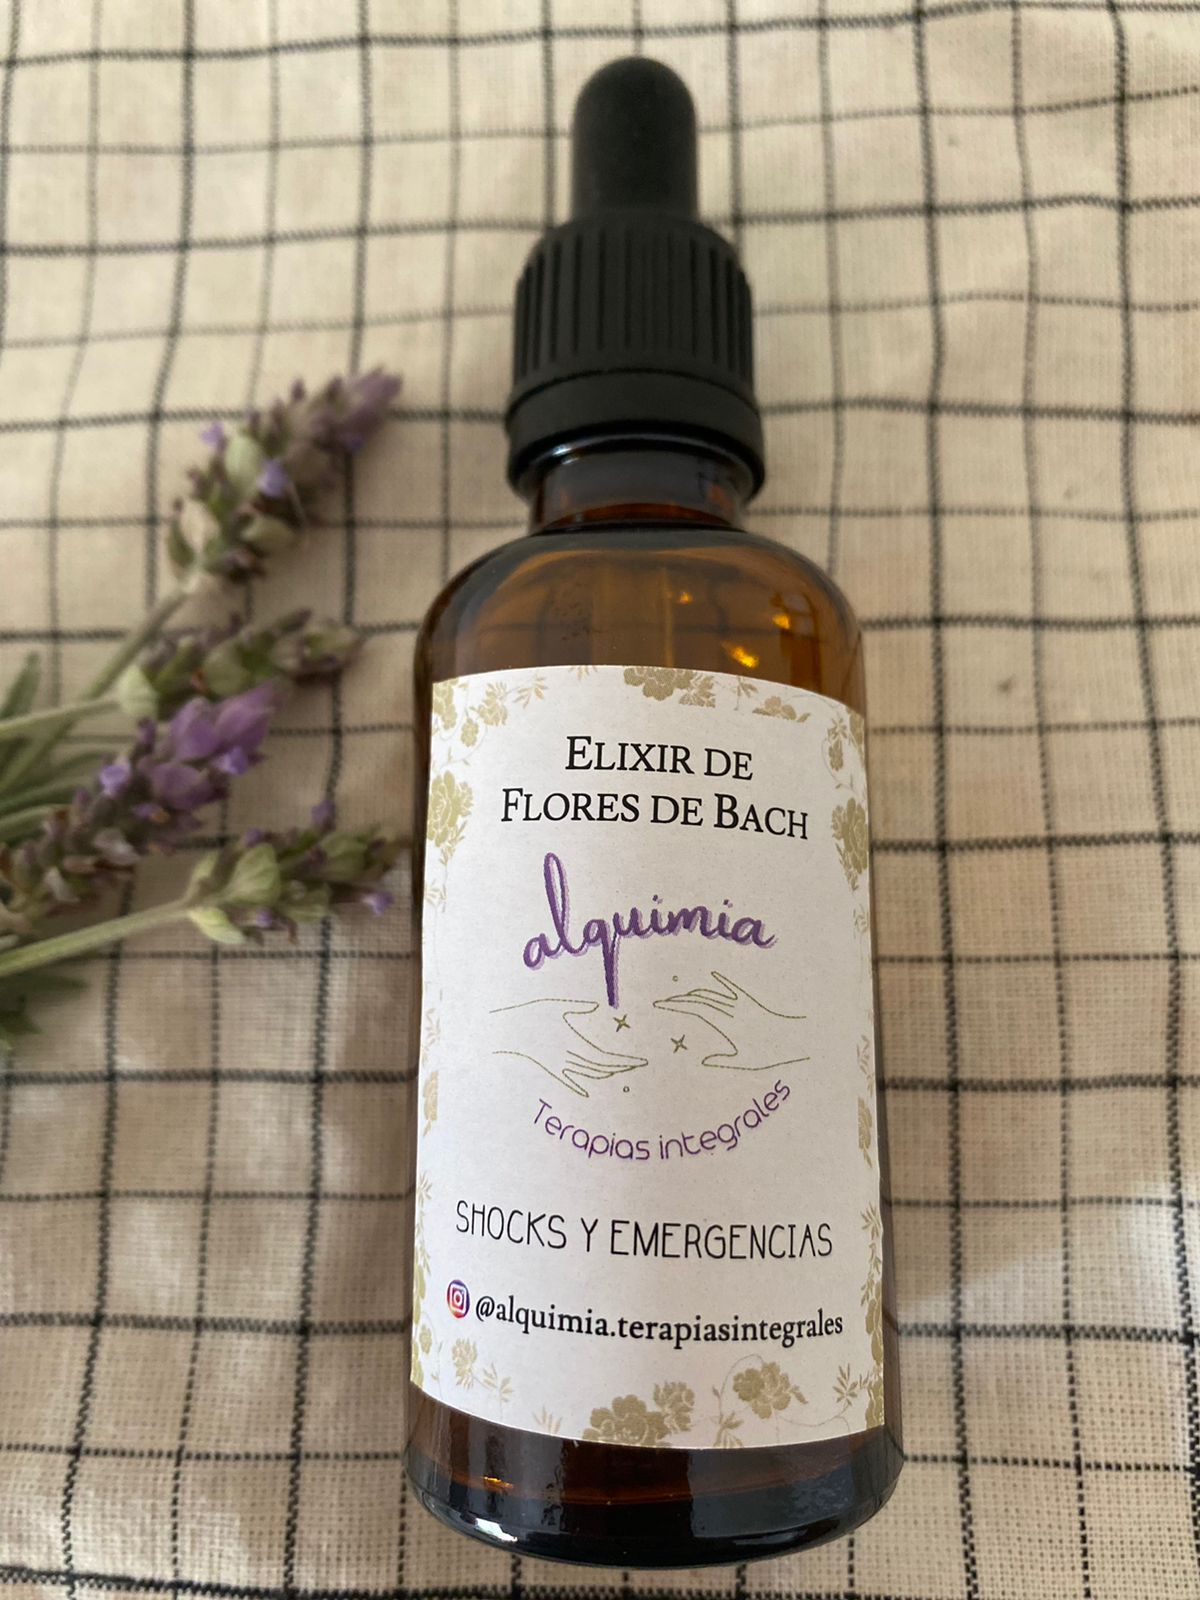 ELIXIR DE
FLORES DE BACH
alquimia
Terapias integrales
SHOCKS Y EMERGENCIAS
@alquimia.terapiasintegrales